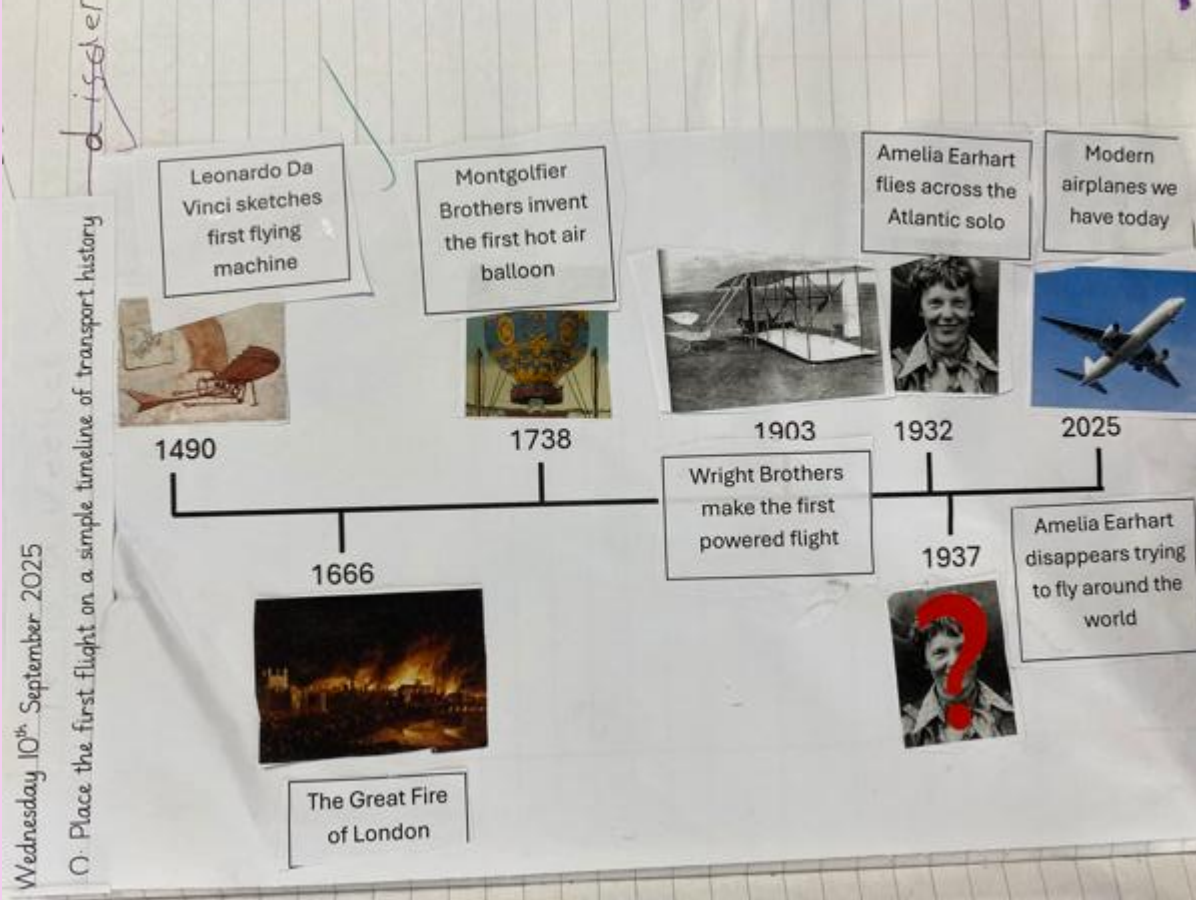 disder
Wednesday 10th September 2025
O: Place the first flight on a simple timeline of transport history
Leonardo Da
Vinci sketches
first flying
machine
Montgolfier
Brothers invent
the first hot air
balloon
Amelia Earhart
flies across the
Atlantic solo
Modern
airplanes we
have today
1490
1738
1903
1932
2025
Wright Brothers
make the first
powered flight
1666
1937
Amelia Earhart
disappears trying
to fly around the
world
?
The Great Fire
of London